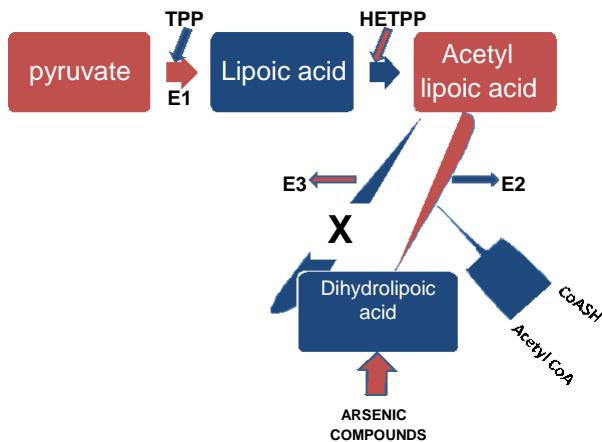 TPP
HETPP
pyruvate
E1
Lipoic acid
Acetyl
lipoic acid
E3
E2
X
Dihydrolipoic
acid
CoASH
Acetyl CoA
ARSENIC
COMPOUNDS